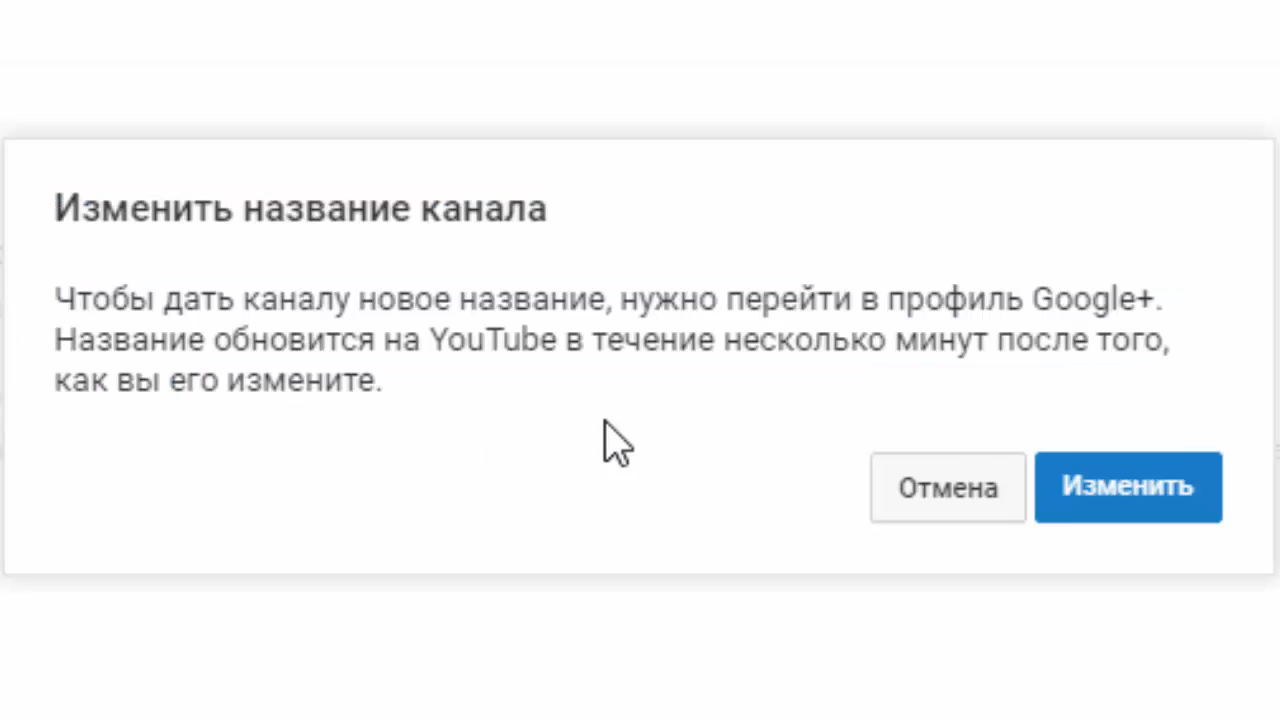 Изменить название канала
Чтобы дать каналу новое название, нужно перейти в профиль Google+.
Название обновится на YouTube в течение несколько минут после того,
как вы его измените.
Отмена
Изменить